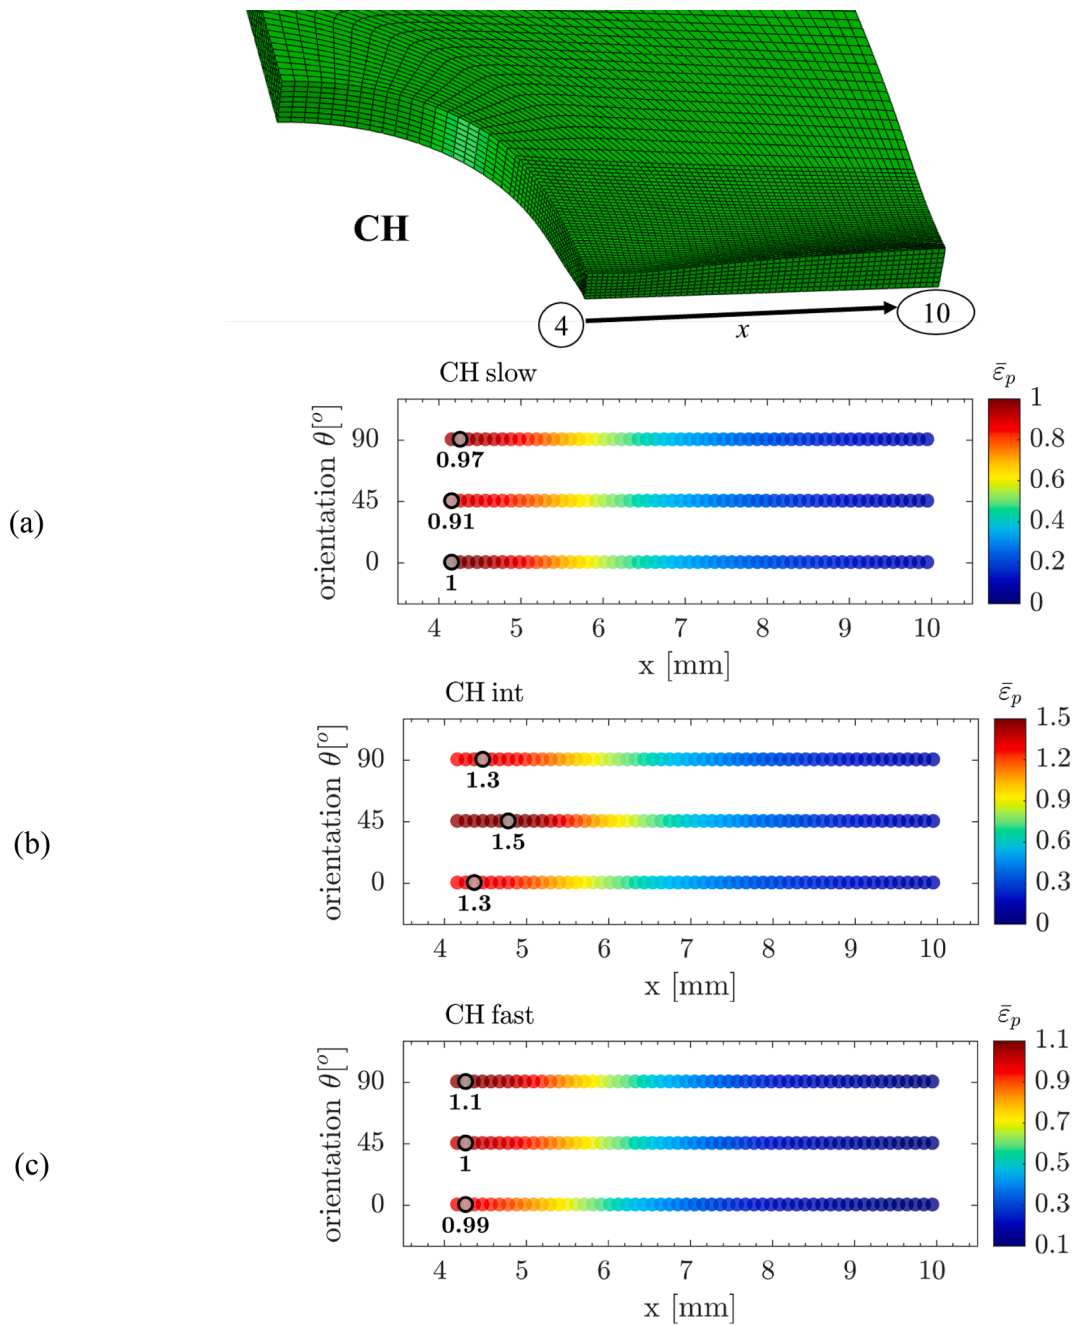 CH
4
x
10
(a)
CH slow
ε̄ₚ
orientation θ[º]
90
45
0
0.97
0.91
1
1
0.8
0.6
0.4
0.2
0
4 5 6 7 8 9 10
x [mm]
(b)
CH int
ε̄ₚ
orientation θ[º]
90
45
0
1.3
1.5
1.3
1.5
1.2
0.9
0.6
0.3
0
4 5 6 7 8 9 10
x [mm]
(c)
CH fast
ε̄ₚ
orientation θ[º]
90
45
0
1.1
1
0.99
1.1
0.9
0.7
0.5
0.3
0.1
4 5 6 7 8 9 10
x [mm]